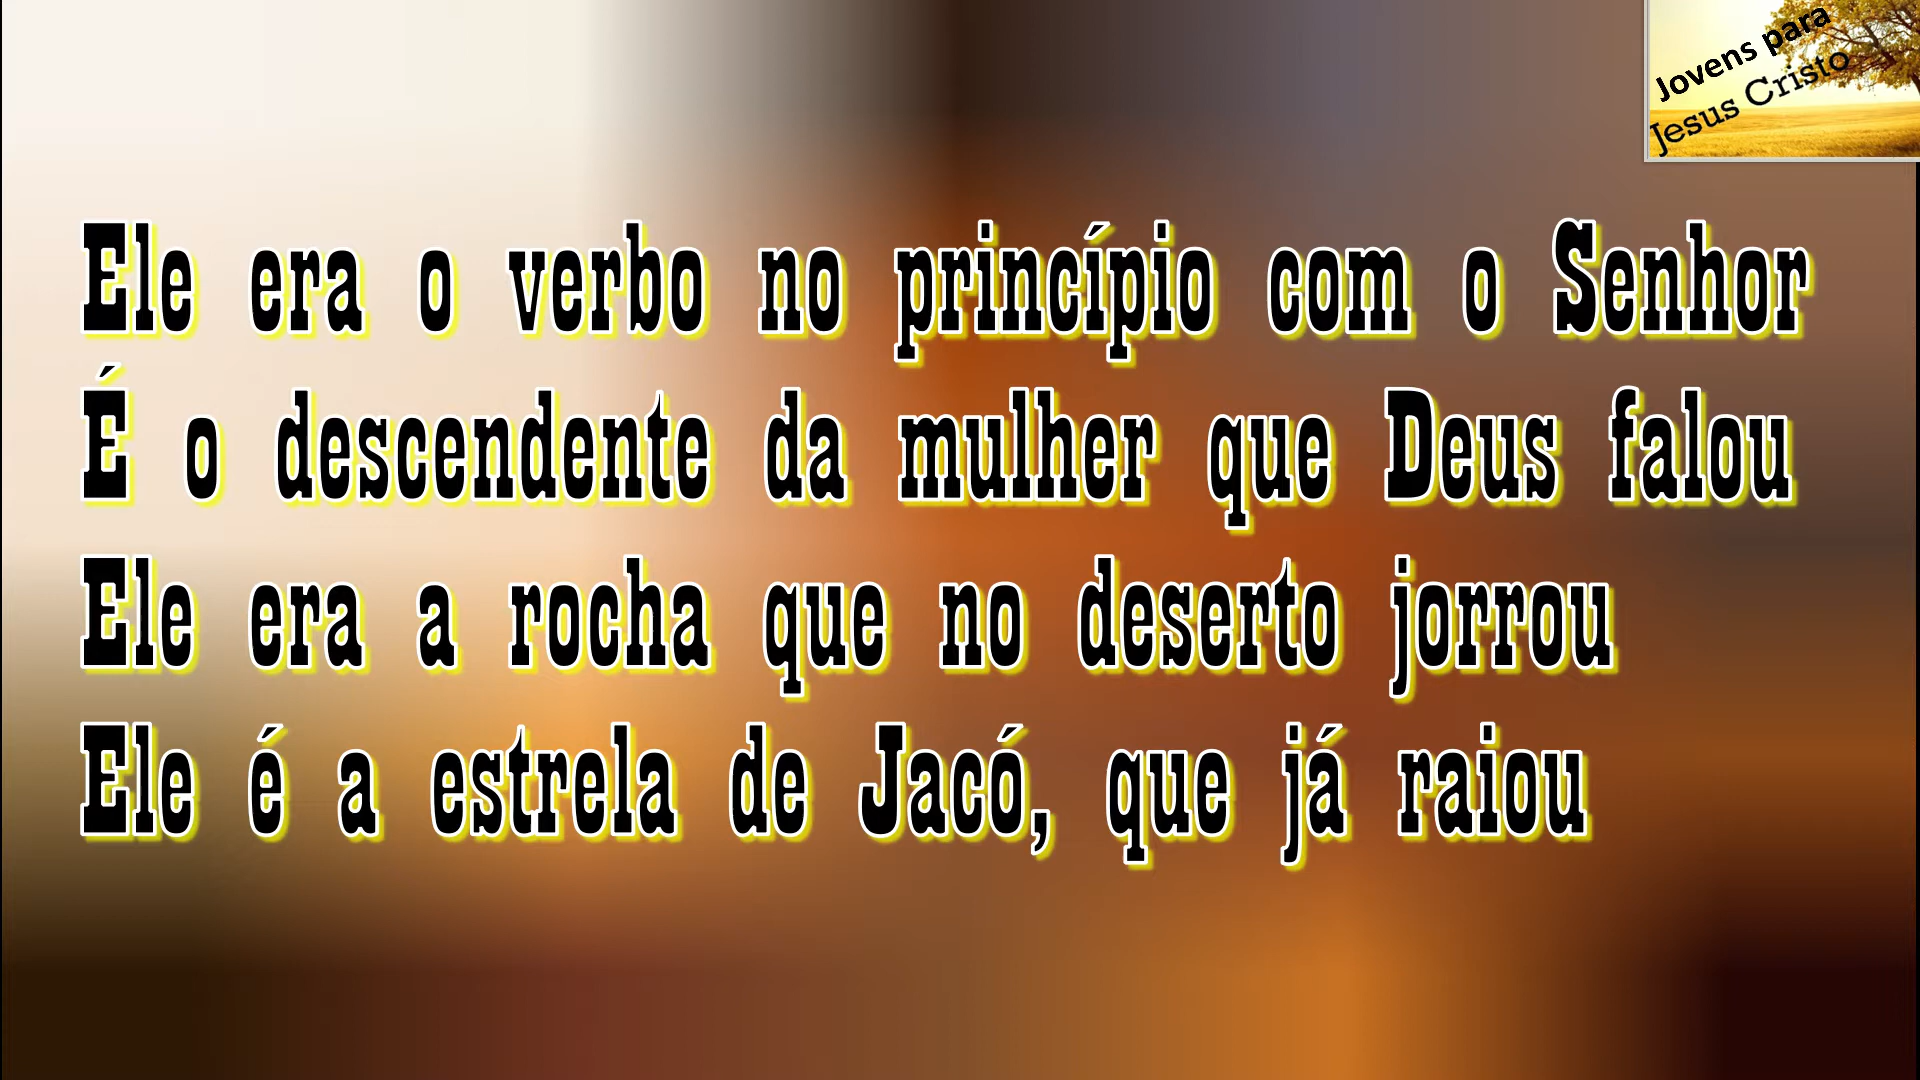 Jovens para
Jesus Cristo
Ele era o verbo no princípio com o Senhor
É o descendente da mulher que Deus falou
Ele era a rocha que no deserto jorrou
Ele é a estrela de Jacó, que já raiou